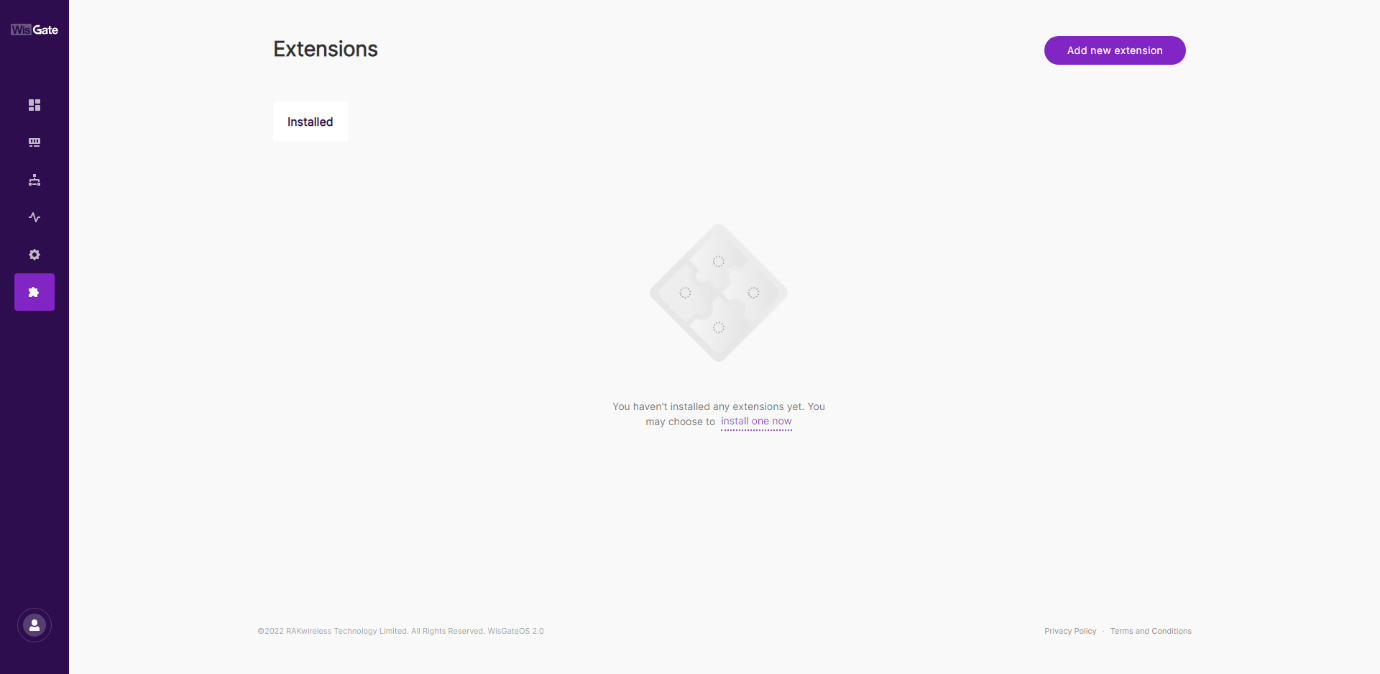 WisGate
Extensions
Add new extension
Installed
You haven't installed any extensions yet. You
may choose to install one now
©2022 RAKwireless Technology Limited. All Rights Reserved. WisGateOS 2.0
Privacy Policy · Terms and Conditions